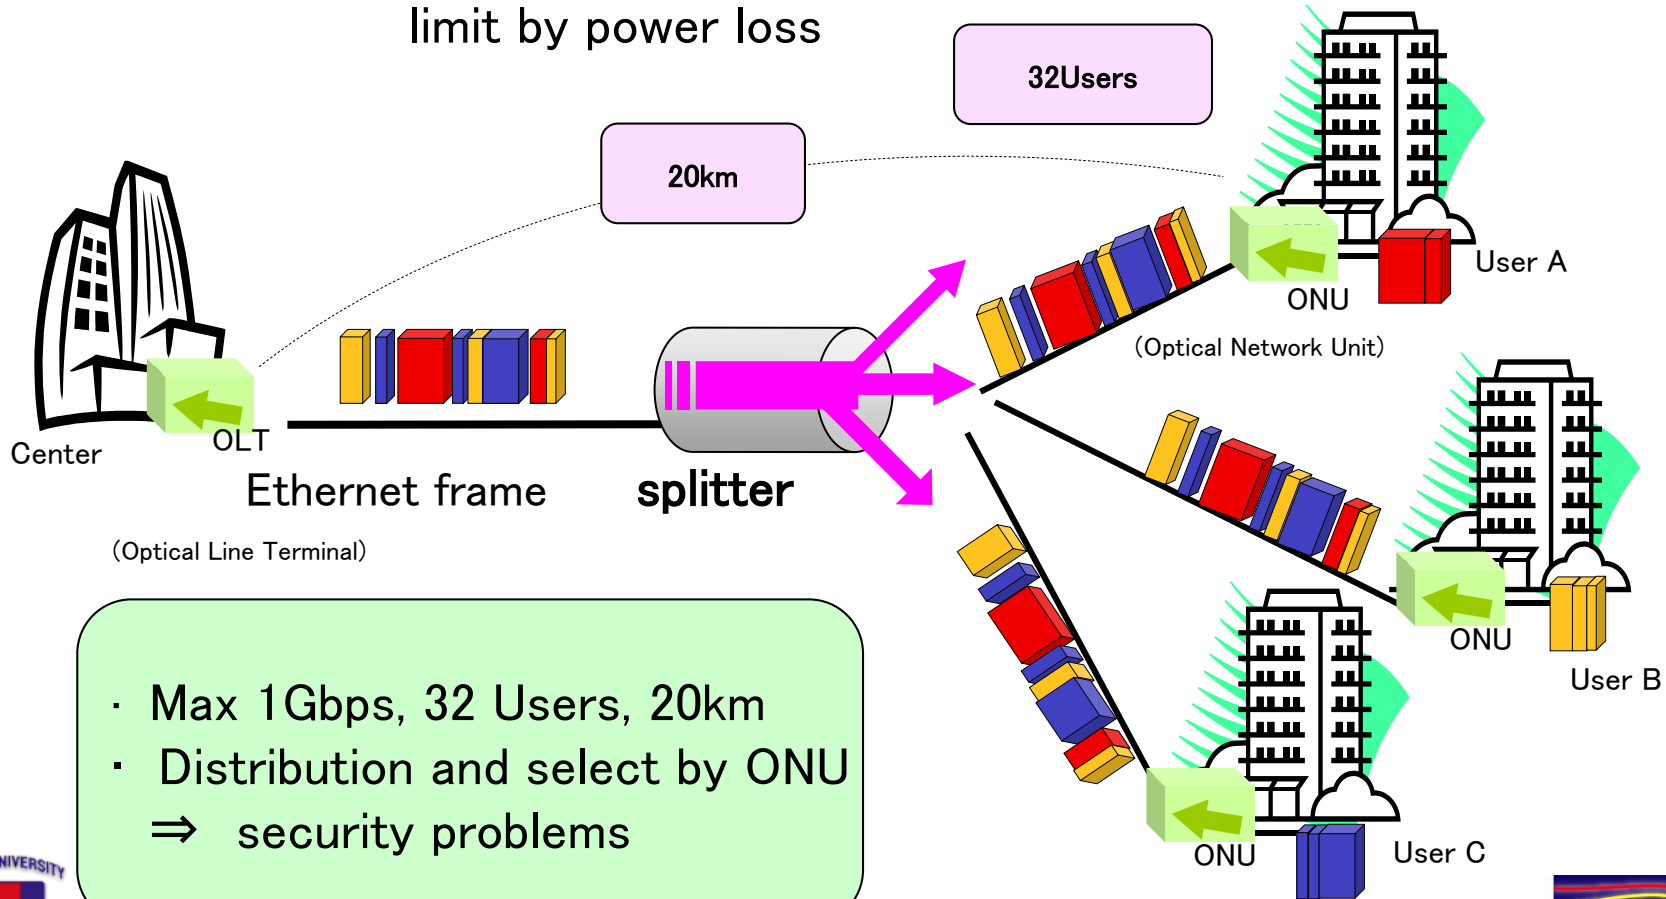 limit by power loss
32Users
20km
User A
ONU
(Optical Network Unit)
Center
OLT
Ethernet frame
splitter
(Optical Line Terminal)
ONU
User B
· Max 1Gbps, 32 Users, 20km
· Distribution and select by ONU
⇒ security problems
ONU
User C
NIVERSITY